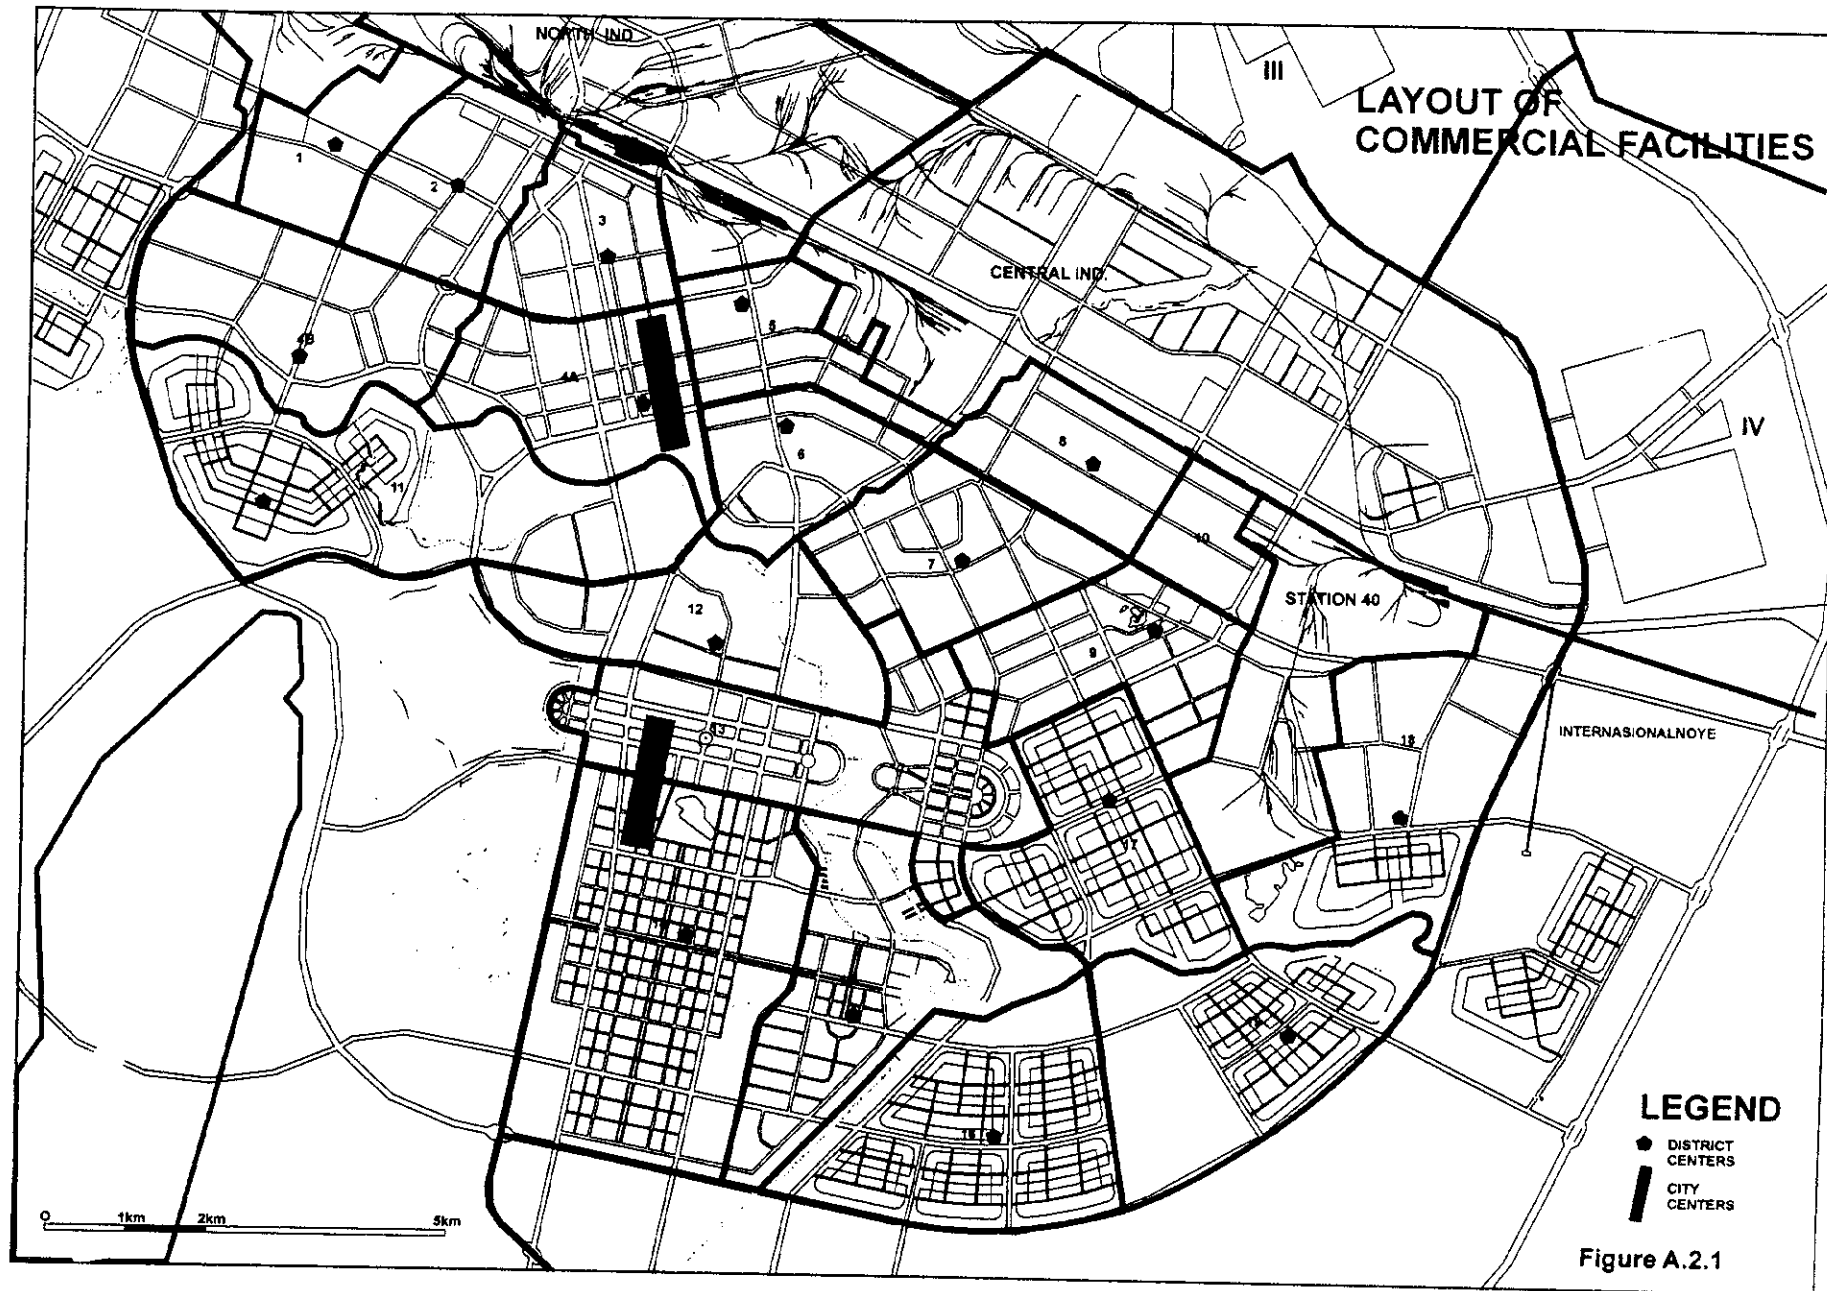 NORTH IND
III
LAYOUT OF
COMMERCIAL FACILITIES
1
2
3
CENTRAL IND.
5
4B
4A
IV
8
6
11
10
7
STATION 40
12
9
13
INTERNASIONALNOYE
18
17
16
LEGEND
DISTRICT
CENTERS
CITY
CENTERS
O 1km 2km 5km
Figure A.2.1